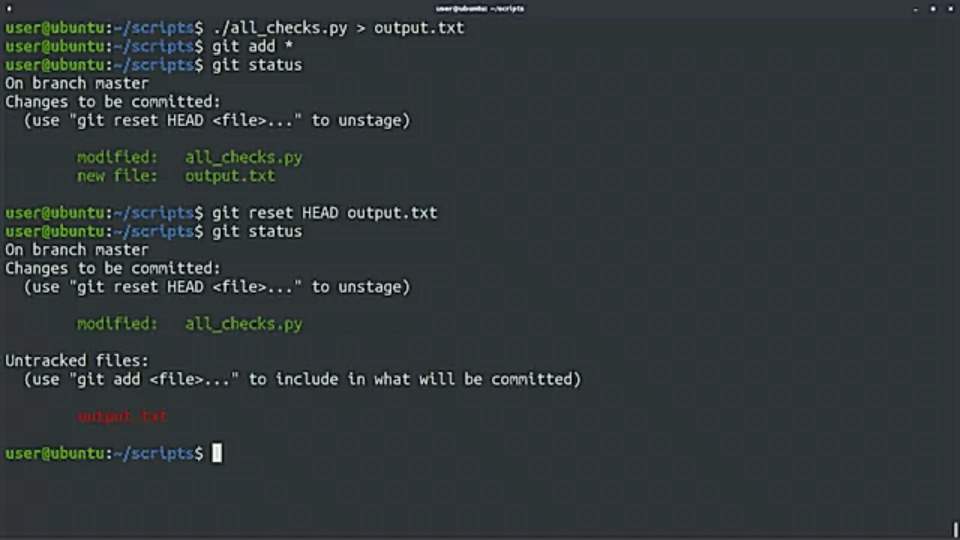 user@ubuntu: ~/scripts
user@ubuntu:~/scripts$ ./all_checks.py > output.txt
user@ubuntu:~/scripts$ git add *
user@ubuntu:~/scripts$ git status
On branch master
Changes to be committed:
  (use "git reset HEAD <file>..." to unstage)
        modified:   all_checks.py
        new file:   output.txt
user@ubuntu:~/scripts$ git reset HEAD output.txt
user@ubuntu:~/scripts$ git status
On branch master
Changes to be committed:
  (use "git reset HEAD <file>..." to unstage)
        modified:   all_checks.py
Untracked files:
  (use "git add <file>..." to include in what will be committed)
        output.txt
user@ubuntu:~/scripts$